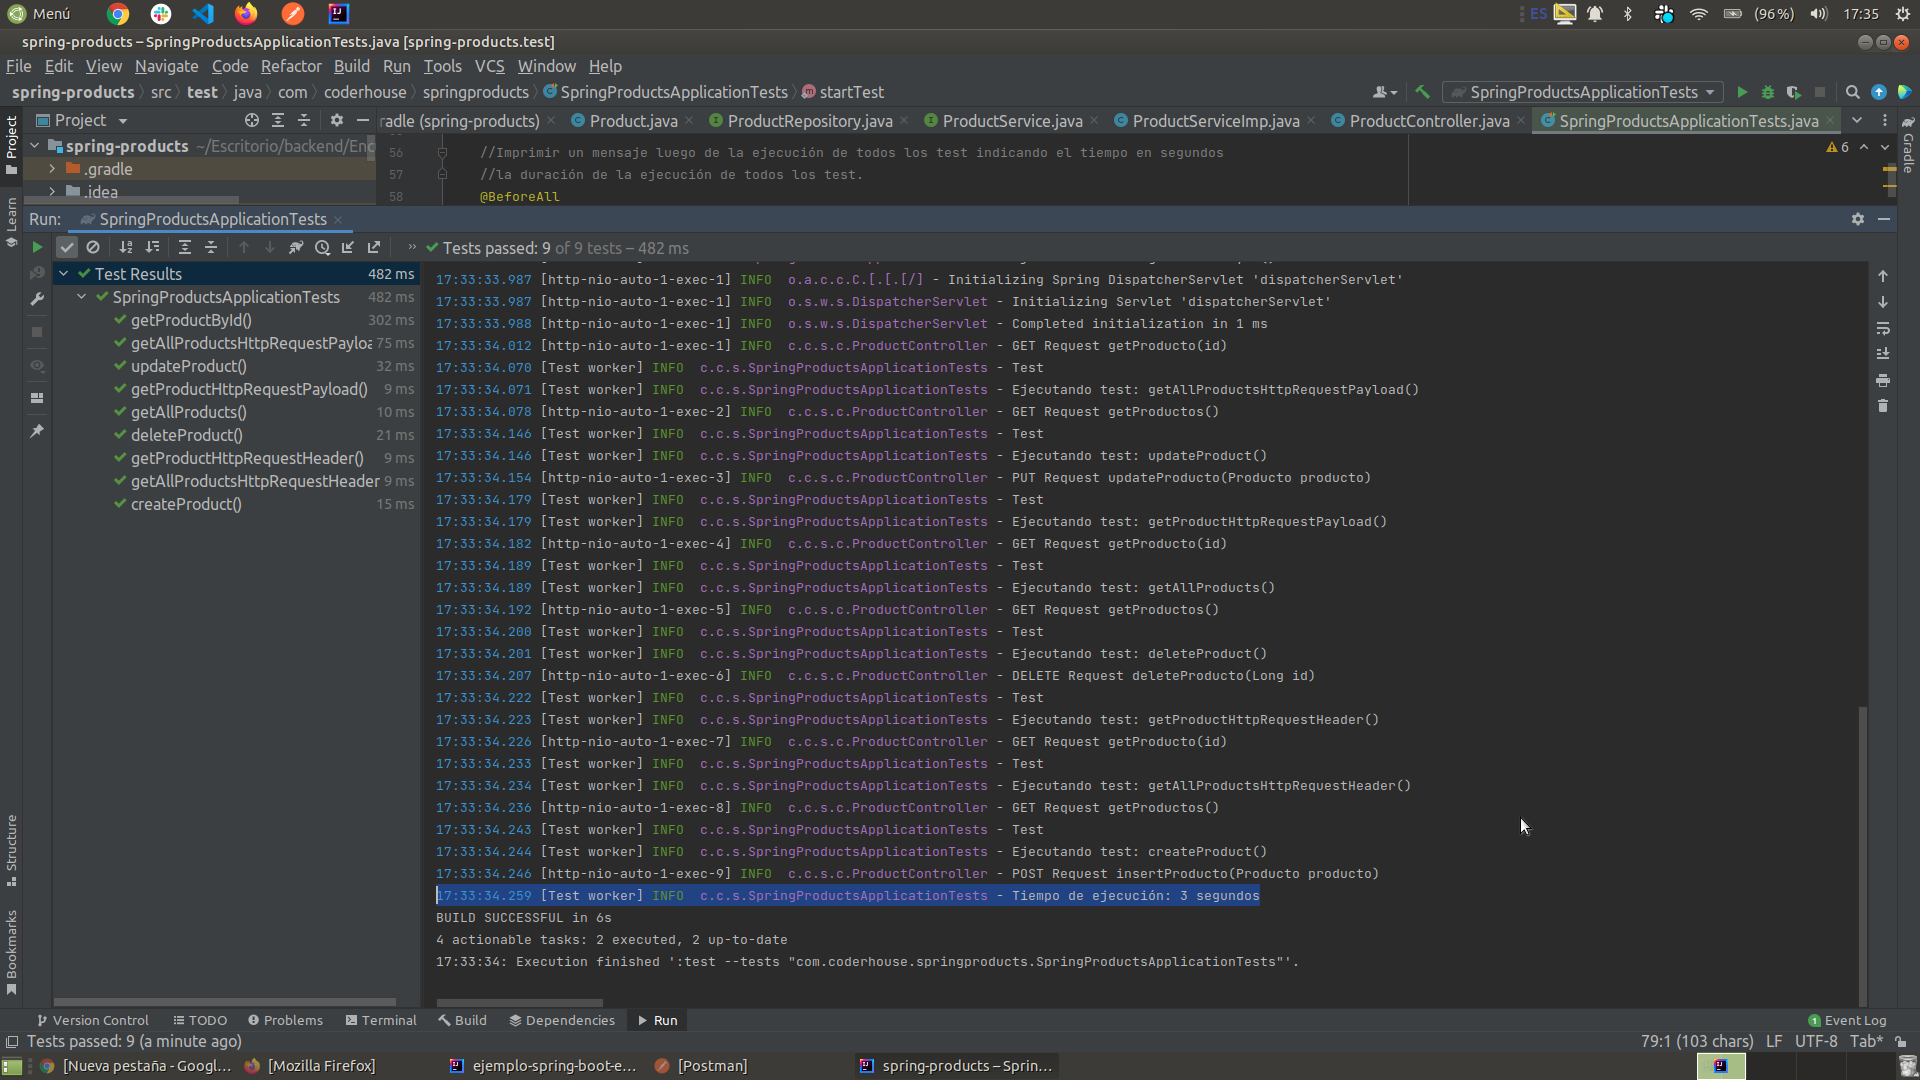 Menú
ES
(96%)
17:35
spring-products – SpringProductsApplicationTests.java [spring-products.test]
File Edit View Navigate Code Refactor Build Run Tools VCS Window Help
spring-products src test java com coderhouse springproducts SpringProductsApplicationTests startTest
SpringProductsApplicationTests
Project
radle (spring-products) Product.java ProductRepository.java ProductService.java ProductServiceImp.java ProductController.java SpringProductsApplicationTests.java
Project
Learn
Structure
Bookmarks
Gradle
spring-products ~/Escritorio/backend/Enc
.gradle
.idea
56 //Imprimir un mensaje luego de la ejecución de todos los test indicando el tiempo en segundos
57 //la duración de la ejecución de todos los test.
58 @BeforeAll
6
Run: SpringProductsApplicationTests
Tests passed: 9 of 9 tests – 482 ms
Test Results 482 ms
SpringProductsApplicationTests 482 ms
getProductById() 302 ms
getAllProductsHttpRequestPayloa 75 ms
updateProduct() 32 ms
getProductHttpRequestPayload() 9 ms
getAllProducts() 10 ms
deleteProduct() 21 ms
getProductHttpRequestHeader() 9 ms
getAllProductsHttpRequestHeader 9 ms
createProduct() 15 ms
17:33:33.987 [http-nio-auto-1-exec-1] INFO  o.a.c.c.C.[.[.[/] - Initializing Spring DispatcherServlet 'dispatcherServlet'
17:33:33.987 [http-nio-auto-1-exec-1] INFO  o.s.w.s.DispatcherServlet - Initializing Servlet 'dispatcherServlet'
17:33:33.988 [http-nio-auto-1-exec-1] INFO  o.s.w.s.DispatcherServlet - Completed initialization in 1 ms
17:33:34.012 [http-nio-auto-1-exec-1] INFO  c.c.s.c.ProductController - GET Request getProducto(id)
17:33:34.070 [Test worker] INFO  c.c.s.SpringProductsApplicationTests - Test
17:33:34.071 [Test worker] INFO  c.c.s.SpringProductsApplicationTests - Ejecutando test: getAllProductsHttpRequestPayload()
17:33:34.078 [http-nio-auto-1-exec-2] INFO  c.c.s.c.ProductController - GET Request getProductos()
17:33:34.146 [Test worker] INFO  c.c.s.SpringProductsApplicationTests - Test
17:33:34.146 [Test worker] INFO  c.c.s.SpringProductsApplicationTests - Ejecutando test: updateProduct()
17:33:34.154 [http-nio-auto-1-exec-3] INFO  c.c.s.c.ProductController - PUT Request updateProducto(Producto producto)
17:33:34.179 [Test worker] INFO  c.c.s.SpringProductsApplicationTests - Test
17:33:34.179 [Test worker] INFO  c.c.s.SpringProductsApplicationTests - Ejecutando test: getProductHttpRequestPayload()
17:33:34.182 [http-nio-auto-1-exec-4] INFO  c.c.s.c.ProductController - GET Request getProducto(id)
17:33:34.189 [Test worker] INFO  c.c.s.SpringProductsApplicationTests - Test
17:33:34.189 [Test worker] INFO  c.c.s.SpringProductsApplicationTests - Ejecutando test: getAllProducts()
17:33:34.192 [http-nio-auto-1-exec-5] INFO  c.c.s.c.ProductController - GET Request getProductos()
17:33:34.200 [Test worker] INFO  c.c.s.SpringProductsApplicationTests - Test
17:33:34.201 [Test worker] INFO  c.c.s.SpringProductsApplicationTests - Ejecutando test: deleteProduct()
17:33:34.207 [http-nio-auto-1-exec-6] INFO  c.c.s.c.ProductController - DELETE Request deleteProducto(Long id)
17:33:34.222 [Test worker] INFO  c.c.s.SpringProductsApplicationTests - Test
17:33:34.223 [Test worker] INFO  c.c.s.SpringProductsApplicationTests - Ejecutando test: getProductHttpRequestHeader()
17:33:34.226 [http-nio-auto-1-exec-7] INFO  c.c.s.c.ProductController - GET Request getProducto(id)
17:33:34.233 [Test worker] INFO  c.c.s.SpringProductsApplicationTests - Test
17:33:34.234 [Test worker] INFO  c.c.s.SpringProductsApplicationTests - Ejecutando test: getAllProductsHttpRequestHeader()
17:33:34.236 [http-nio-auto-1-exec-8] INFO  c.c.s.c.ProductController - GET Request getProductos()
17:33:34.243 [Test worker] INFO  c.c.s.SpringProductsApplicationTests - Test
17:33:34.244 [Test worker] INFO  c.c.s.SpringProductsApplicationTests - Ejecutando test: createProduct()
17:33:34.246 [http-nio-auto-1-exec-9] INFO  c.c.s.c.ProductController - POST Request insertProducto(Producto producto)
17:33:34.259 [Test worker] INFO  c.c.s.SpringProductsApplicationTests - Tiempo de ejecución: 3 segundos
BUILD SUCCESSFUL in 6s
4 actionable tasks: 2 executed, 2 up-to-date
17:33:34: Execution finished ':test --tests "com.coderhouse.springproducts.SpringProductsApplicationTests"'.
Version Control TODO Problems Terminal Build Dependencies Run 1 Event Log
Tests passed: 9 (a minute ago) 79:1 (103 chars) LF UTF-8 Tab*
[Nueva pestaña - Googl... [Mozilla Firefox] ejemplo-spring-boot-e... [Postman] spring-products – Sprin...